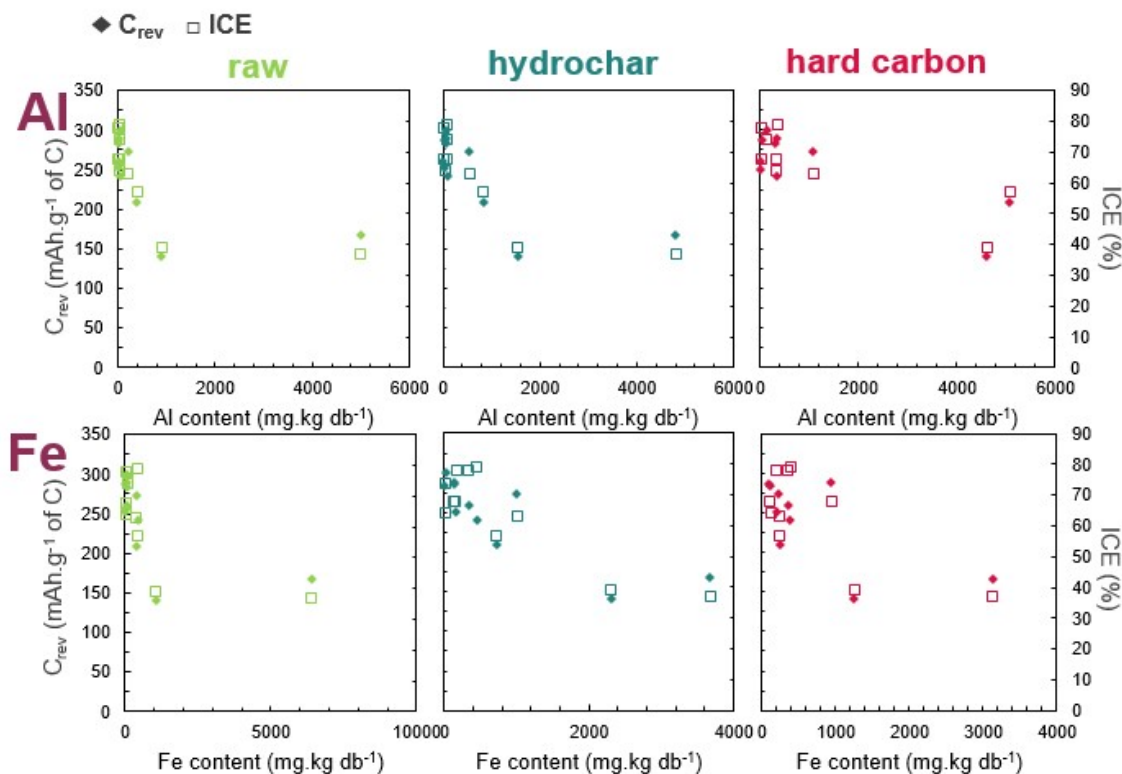 ◆ Crev □ ICE
raw hydrochar hard carbon
Al
350 300 250 200 150 100 50 0
Crev (mAh.g-1 of C)
90 80 70 60 50 40 30 20 10 0
ICE (%)
0 2000 4000 6000 0 2000 4000 6000 0 2000 4000 6000
Al content (mg.kg db-1) Al content (mg.kg db-1) Al content (mg.kg db-1)
Fe
350 300 250 200 150 100 50 0
Crev (mAh.g-1 of C)
90 80 70 60 50 40 30 20 10 0
ICE (%)
0 5000 10000 0 2000 4000 0 1000 2000 3000 4000
Fe content (mg.kg db-1) Fe content (mg.kg db-1) Fe content (mg.kg db-1)